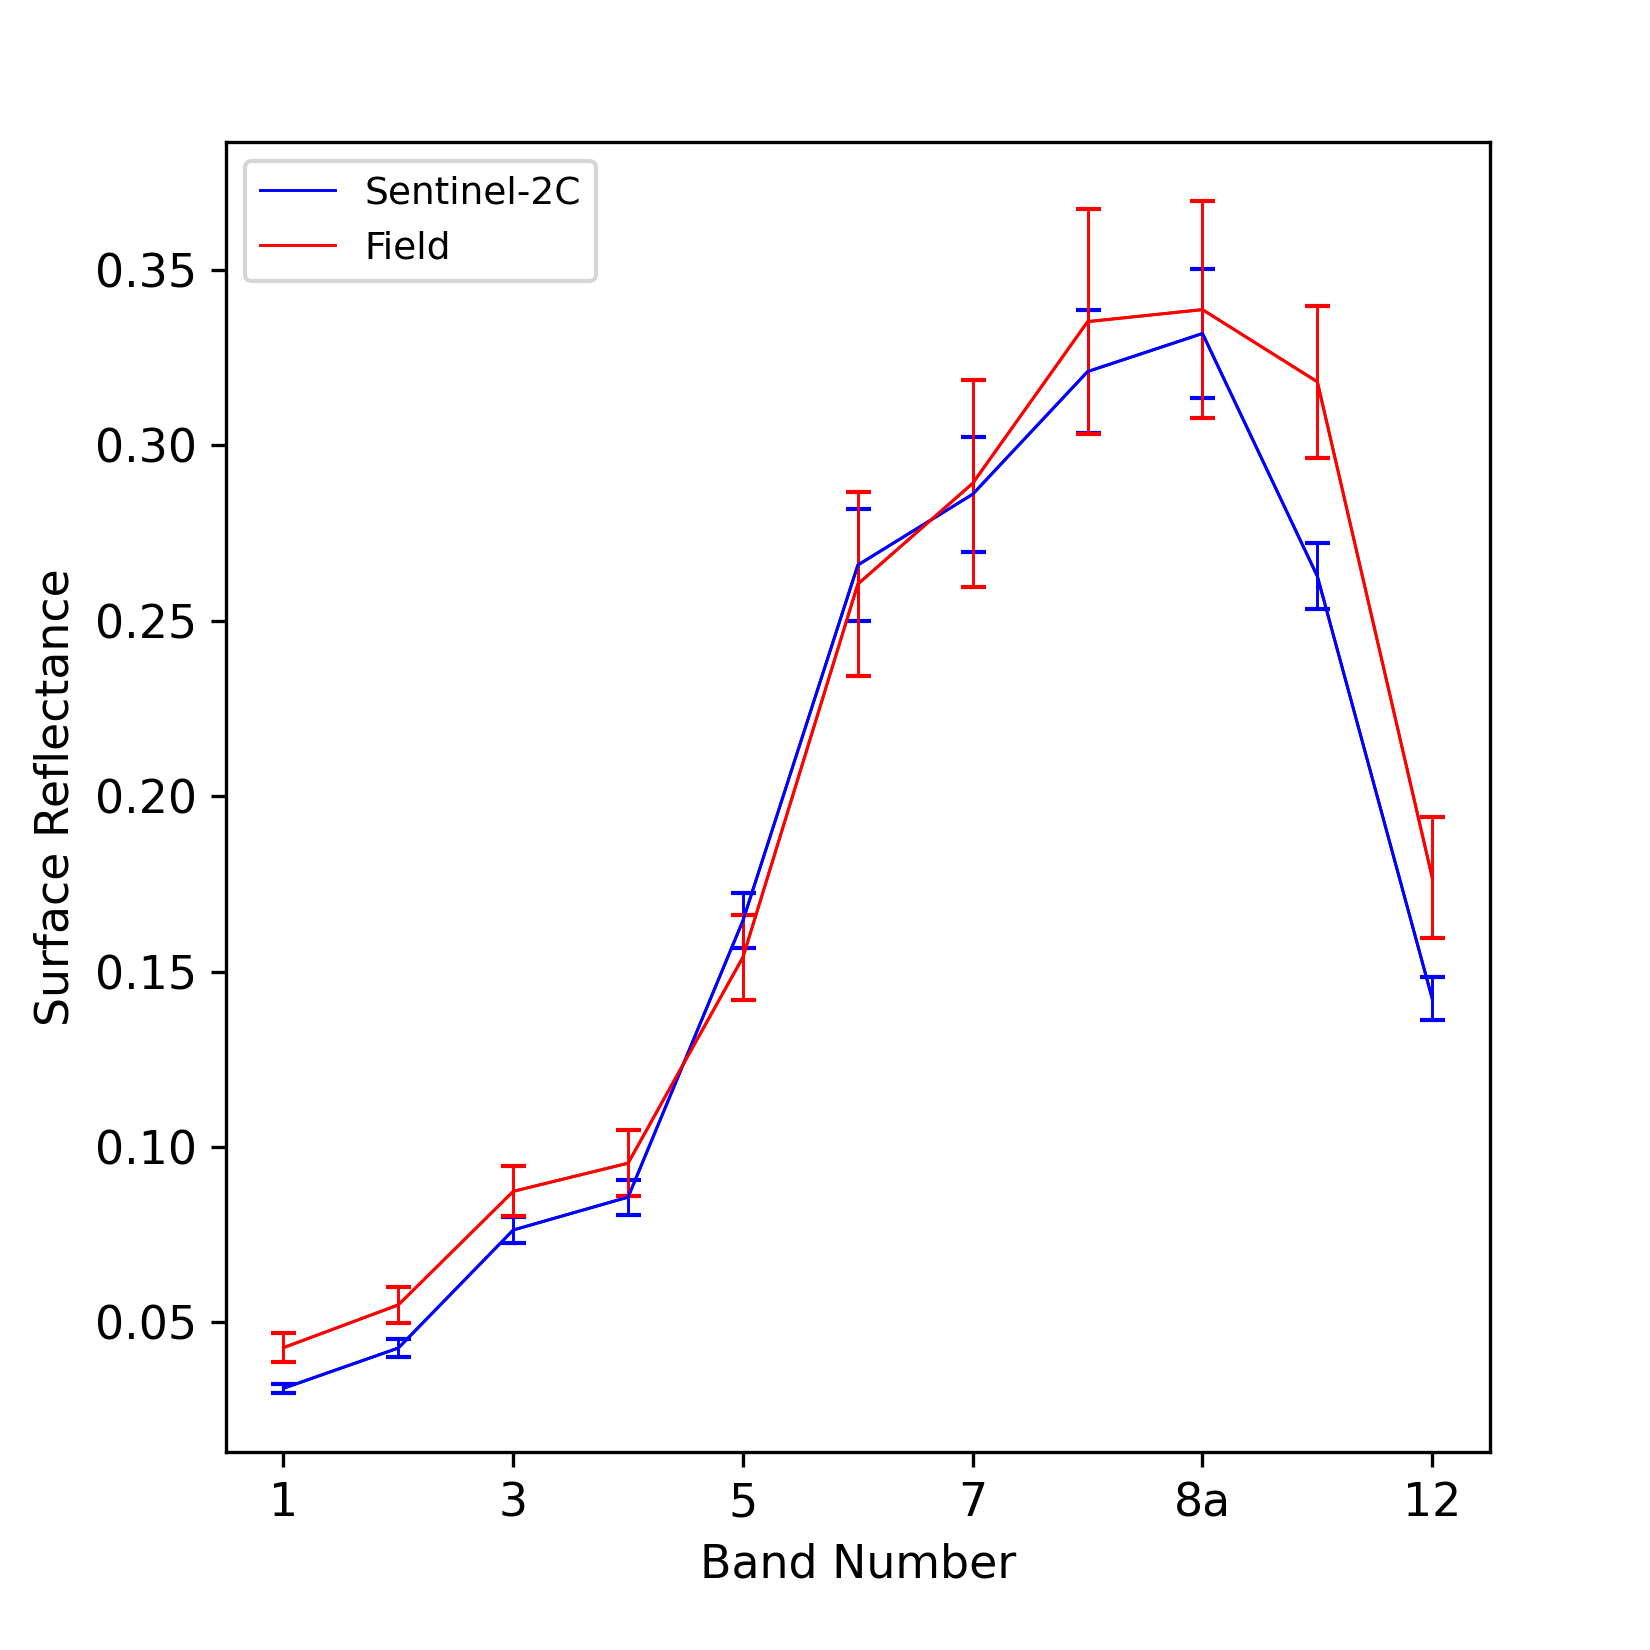 Sentinel-2C
Field
0.35
0.30
0.25
0.20
0.15
0.10
0.05
Surface Reflectance
1 3 5 7 8a 12
Band Number